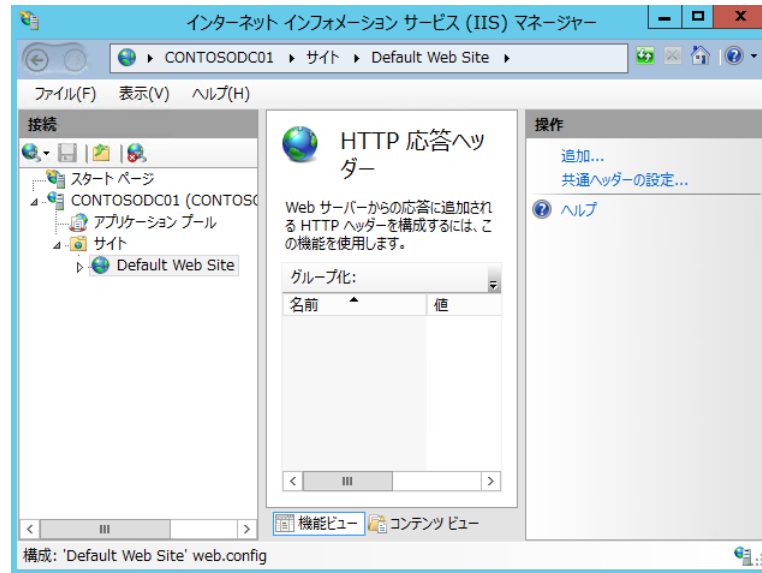 インターネット インフォメーション サービス (IIS) マネージャー
CONTOSODC01 サイト Default Web Site
ファイル(F) 表示(V) ヘルプ(H)
接続
スタート ページ
CONTOSODC01 (CONTOSO
アプリケーション プール
サイト
Default Web Site
HTTP 応答ヘッ
ダー
Web サーバーからの応答に追加され
る HTTP ヘッダーを構成するには、こ
の機能を使用します。
グループ化:
名前 値
機能ビュー コンテンツ ビュー
操作
追加...
共通ヘッダーの設定...
ヘルプ
構成: 'Default Web Site' web.config